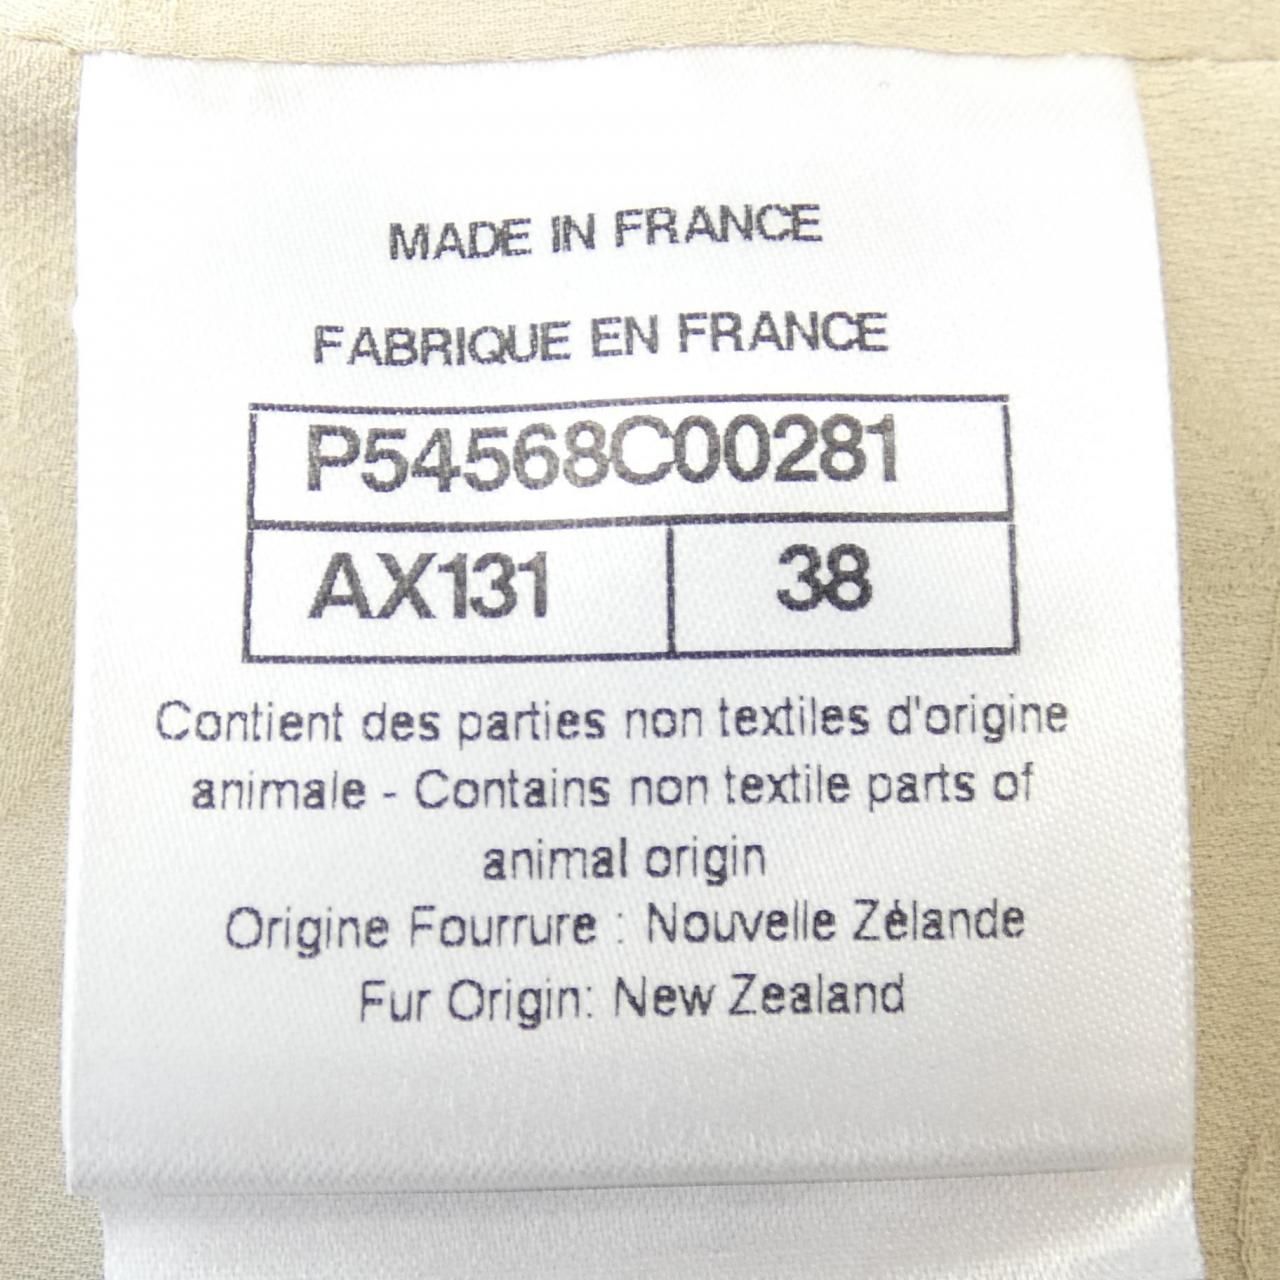 MADE IN FRANCE
FABRIQUE EN FRANCE
P54568C00281
AX131 38
Contient des parties non textiles d'origine
animale - Contains non textile parts of
animal origin
Origine Fourrure : Nouvelle Zélande
Fur Origin: New Zealand